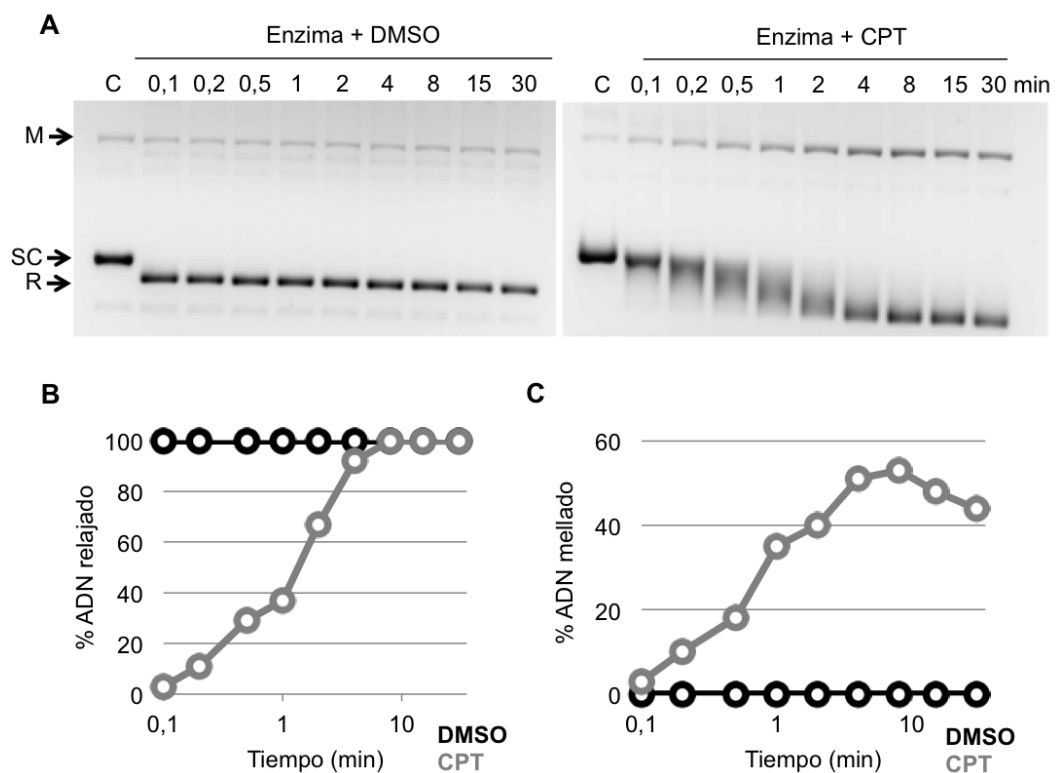 A
Enzima + DMSO
Enzima + CPT
C 0,1 0,2 0,5 1 2 4 8 15 30
C 0,1 0,2 0,5 1 2 4 8 15 30 min
M
SC
R
B
% ADN relajado
100
80
60
40
20
0
0,1 1 10
Tiempo (min)
DMSO
CPT
C
% ADN mellado
60
40
20
0
0,1 1 10
Tiempo (min)
DMSO
CPT